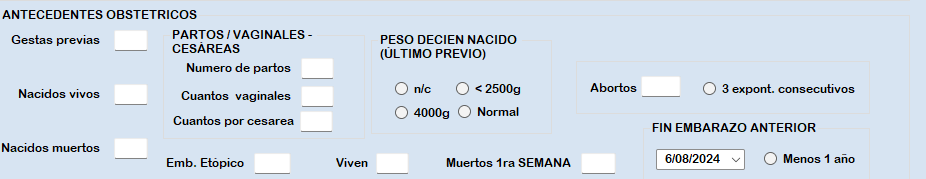 ANTECEDENTES OBSTETRICOS
Gestas previas
Nacidos vivos
Nacidos muertos
PARTOS / VAGINALES -
CESÁREAS
Numero de partos
Cuantos vaginales
Cuantos por cesarea
PESO DECIEN NACIDO
(ÚLTIMO PREVIO)
n/c
< 2500g
4000g
Normal
Abortos
3 expont. consecutivos
FIN EMBARAZO ANTERIOR
6/08/2024
Menos 1 año
Emb. Etópico
Viven
Muertos 1ra SEMANA